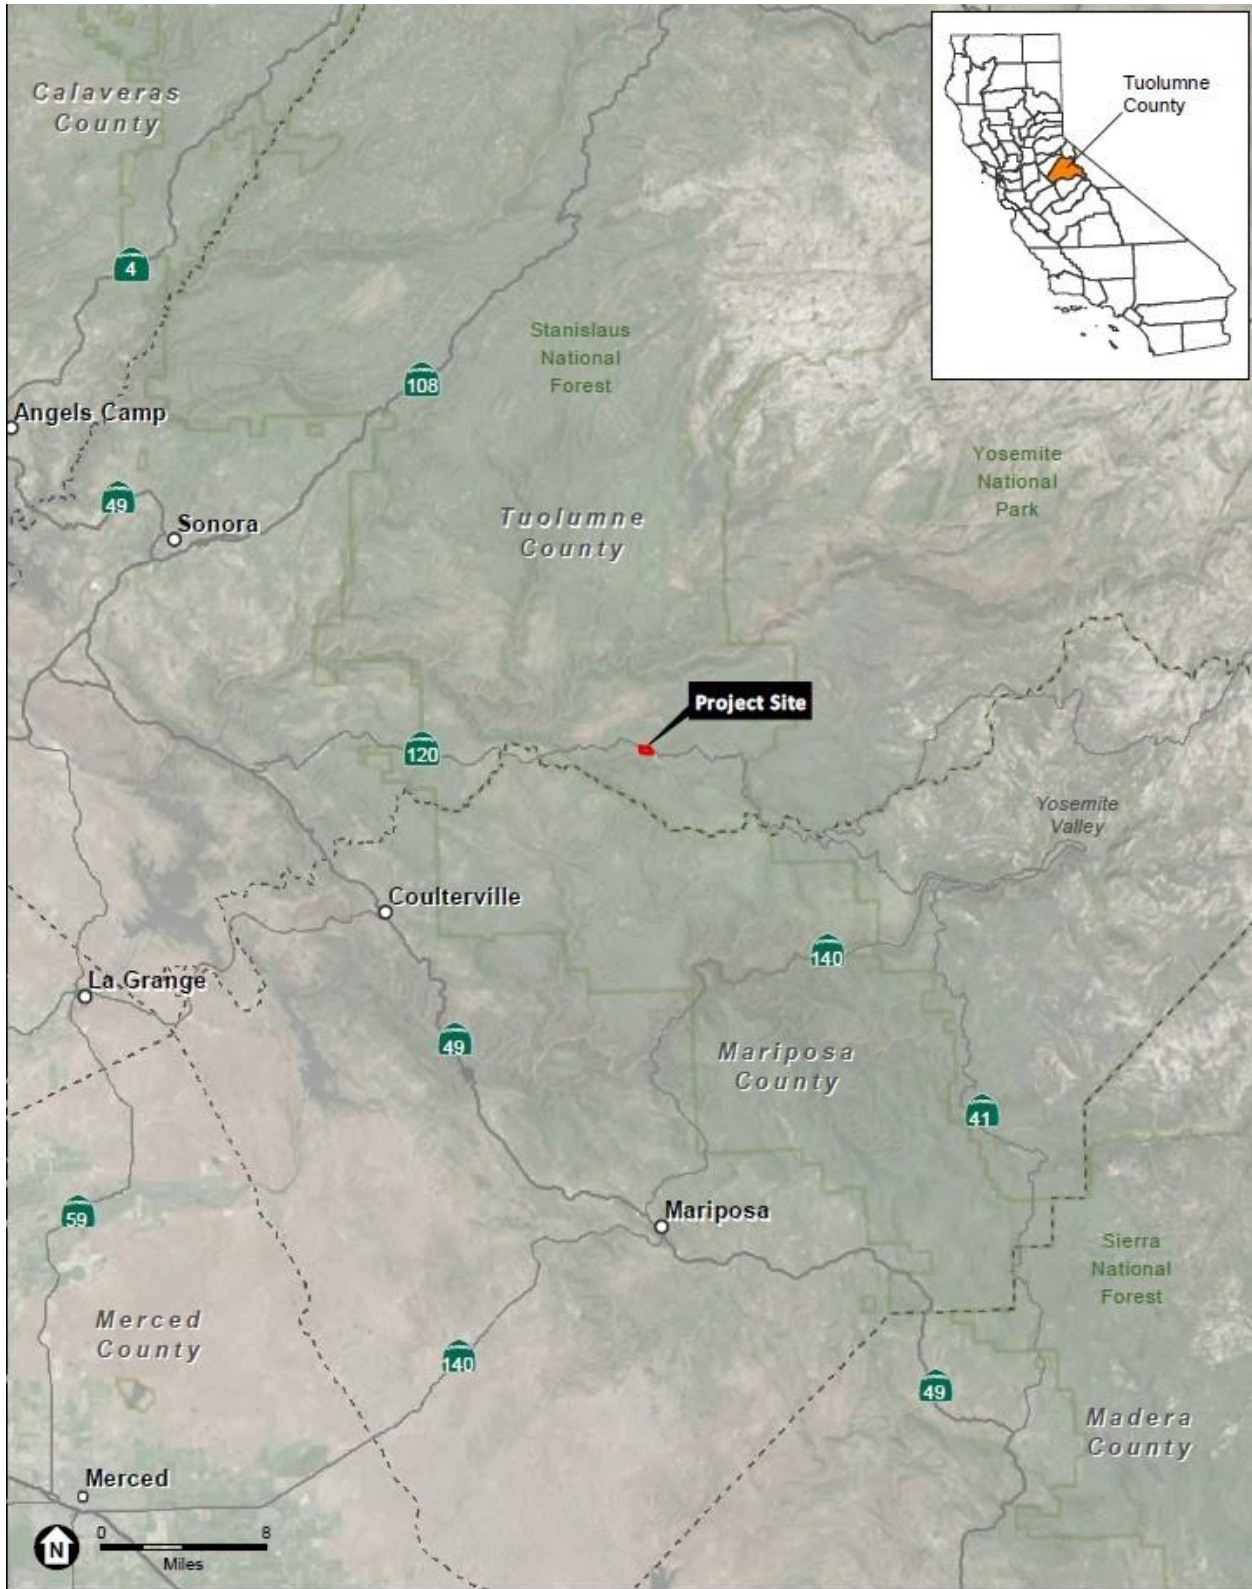 Calaveras
County
Tuolumne
County
4
Stanislaus
National
Forest
108
Angels Camp
Yosemite
National
Park
49
Sonora
Tuolumne
County
Project Site
120
Yosemite
Valley
Coulterville
140
La Grange
49
Mariposa
County
41
59
Mariposa
Sierra
National
Forest
Merced
County
140
49
Madera
County
Merced
N
0
8
Miles